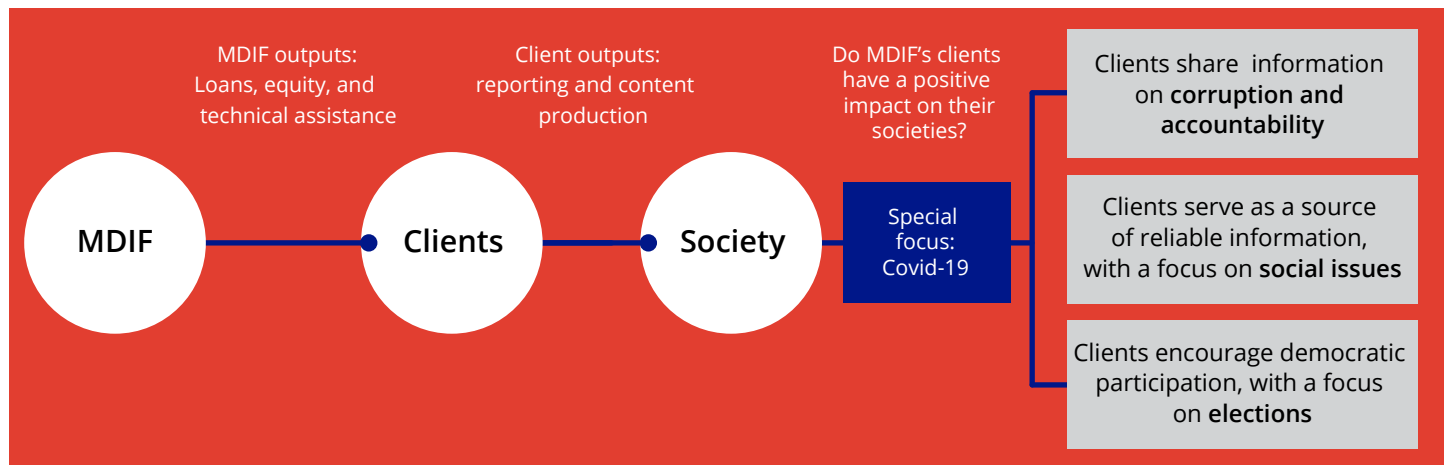 MDIF outputs:
Loans, equity, and
technical assistance
Client outputs:
reporting and content
production
Do MDIF's clients
have a positive
impact on their
societies?
MDIF
Clients
Society
Special
focus:
Covid-19
Clients share information
on corruption and
accountability
Clients serve as a source
of reliable information,
with a focus on social issues
Clients encourage democratic
participation, with a focus
on elections